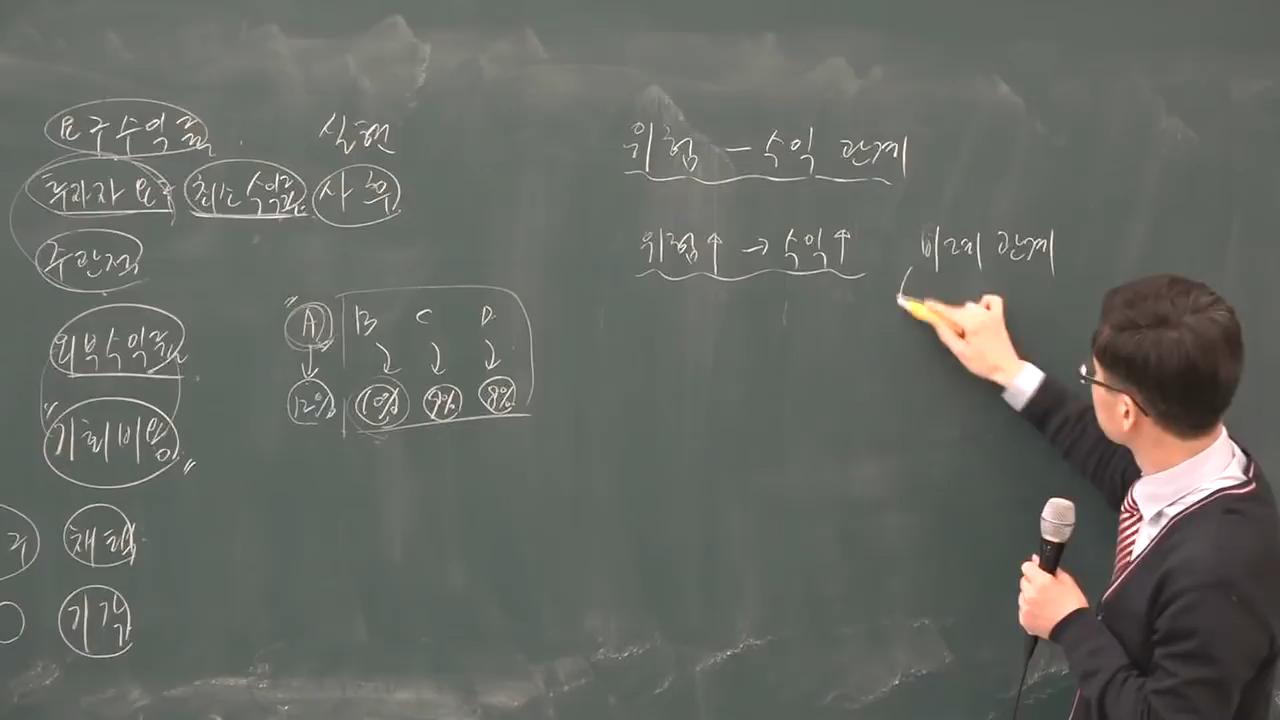 요구수익률 실현
투자자 요구 최소 수익률 사후
주관적
외부수익률
"기회비용"
주 채택
기각
"A B C D
12% 10% 9% 8%
위험 — 수익 관계
위험↑ → 수익↑ 비례 관계